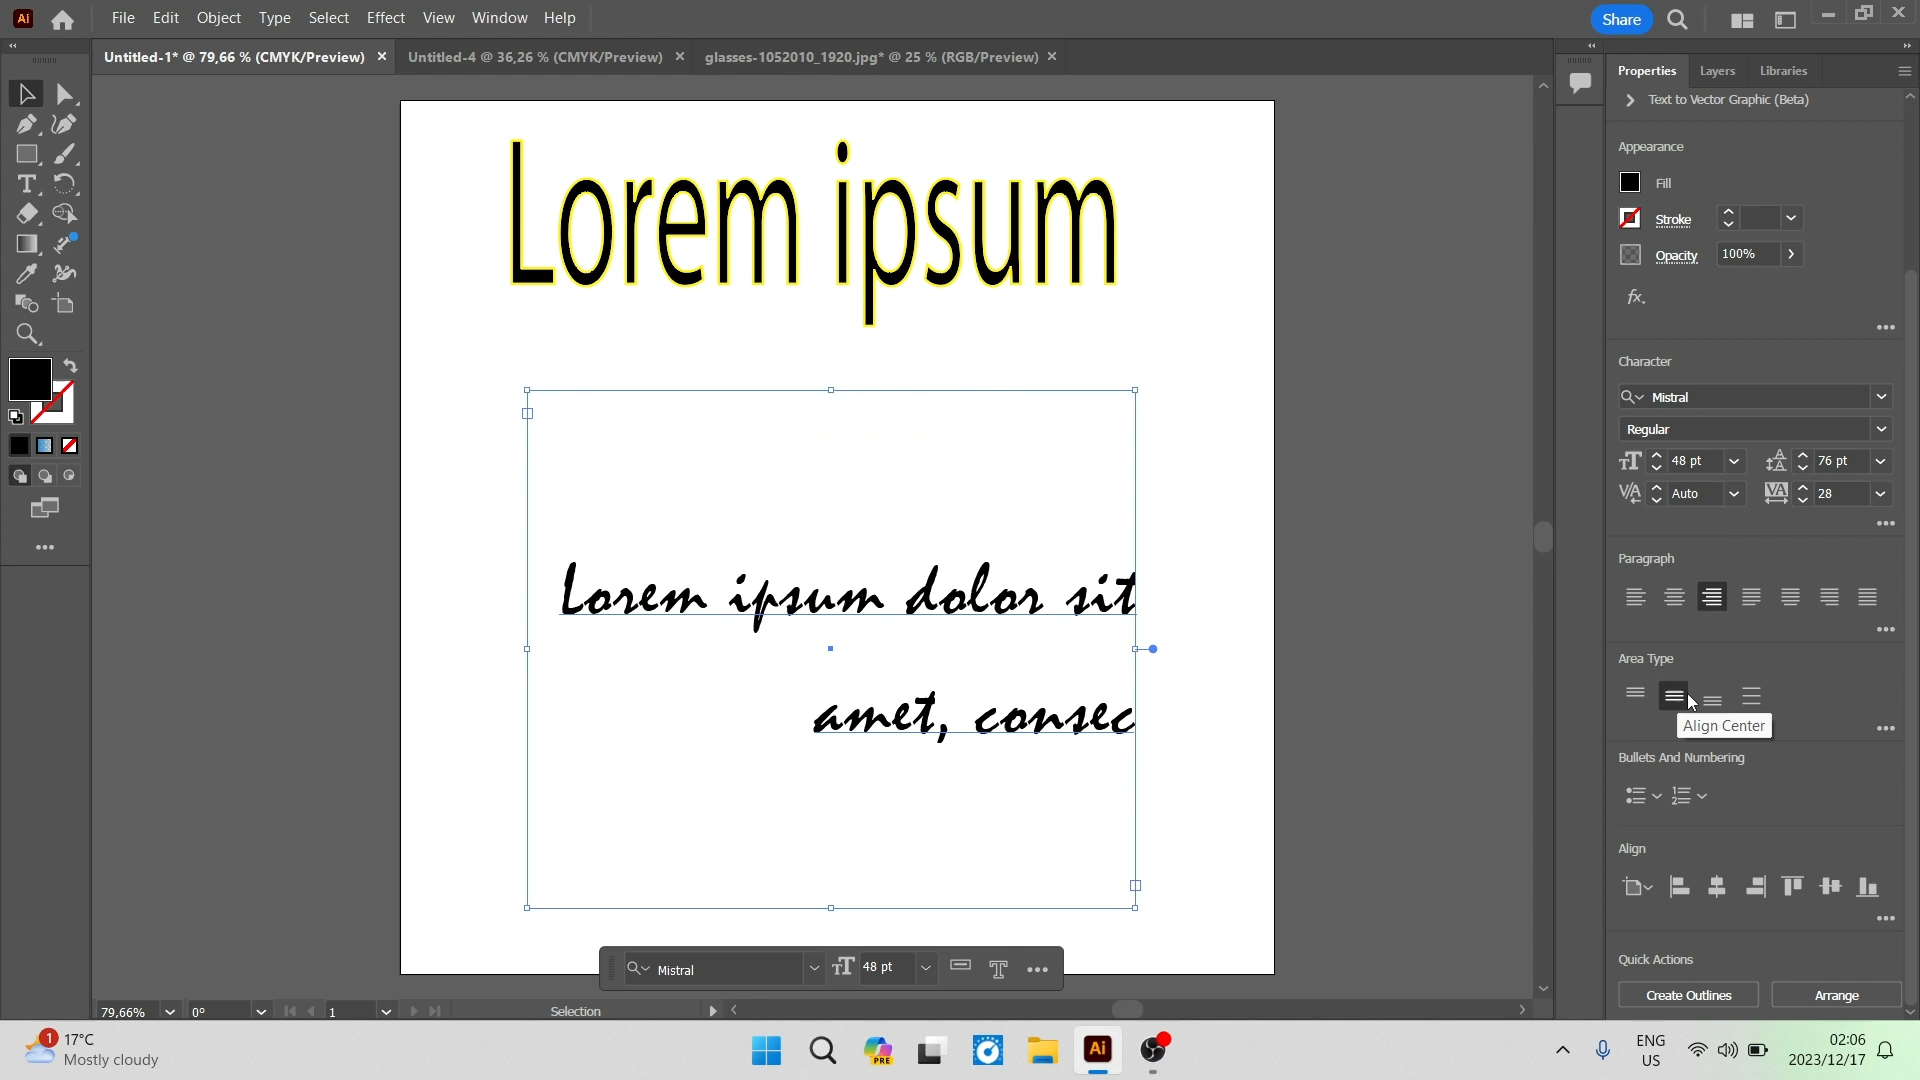 Ai File Edit Object Type Select Effect View Window Help Share
Untitled-1* @ 79,66 % (CMYK/Preview) Untitled-4 @ 36,26 % (CMYK/Preview) glasses-1052010_1920.jpg* @ 25 % (RGB/Preview)
Properties Layers Libraries
Text to Vector Graphic (Beta)
Appearance
Fill
Stroke
Opacity 100%
fx.
Lorem ipsum
Character
Mistral
Regular
48 pt 76 pt
Auto 28
Paragraph
Lorem ipsum dolor sit
amet, consec
Area Type
Align Center
Bullets And Numbering
Align
Quick Actions
Create Outlines Arrange
Mistral 48 pt
79,66% 0° 1 Selection
1 17°C
Mostly cloudy
PRE
Ai
ENG
US
02:06
2023/12/17